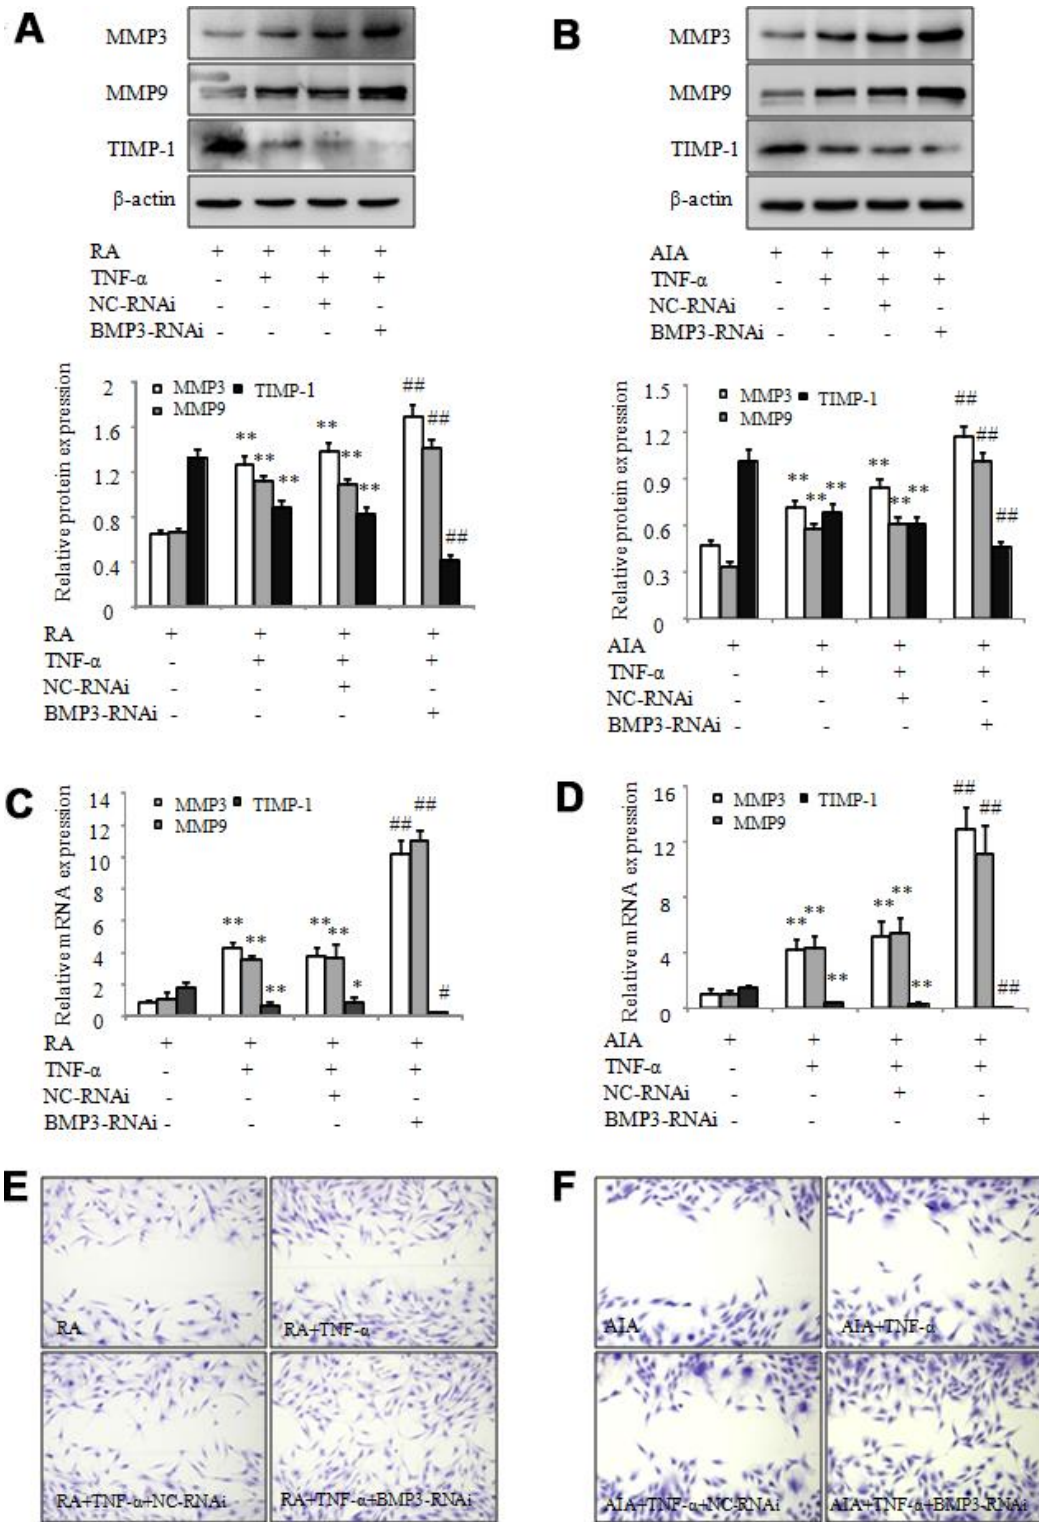 A
MMP3
MMP9
TIMP-1
β-actin
RA + + + +
TNF-α - + + +
NC-RNAi - - + -
BMP3-RNAi - - - +
B
MMP3
MMP9
TIMP-1
β-actin
AIA + + + +
TNF-α - + + +
NC-RNAi - - + -
BMP3-RNAi - - - +
Relative protein expression
2
1.6
1.2
0.8
0.4
0
MMP3 TIMP-1
MMP9
** ** **
** ** **
## ## ##
RA + + + +
TNF-α - + + +
NC-RNAi - - + -
BMP3-RNAi - - - +
Relative protein expression
1.5
1.2
0.9
0.6
0.3
0
MMP3 TIMP-1
MMP9
** ** **
** ** **
## ## ##
AIA + + + +
TNF-α - + + +
NC-RNAi - - + -
BMP3-RNAi - - - +
C
Relative mRNA expression
14
12
10
8
6
4
2
0
MMP3 TIMP-1
MMP9
** ** **
** ** *
## ## #
RA + + + +
TNF-α - + + +
NC-RNAi - - + -
BMP3-RNAi - - - +
D
Relative mRNA expression
16
12
8
4
0
MMP3 TIMP-1
MMP9
** ** **
** ** **
## ## ##
AIA + + + +
TNF-α - + + +
NC-RNAi - - + -
BMP3-RNAi - - - +
E
RA
RA+TNF-α
RA+TNF-α+NC-RNAi
RA+TNF-α+BMP3-RNAi
F
AIA
AIA+TNF-α
AIA+TNF-α+NC-RNAi
AIA+TNF-α+BMP3-RNAi